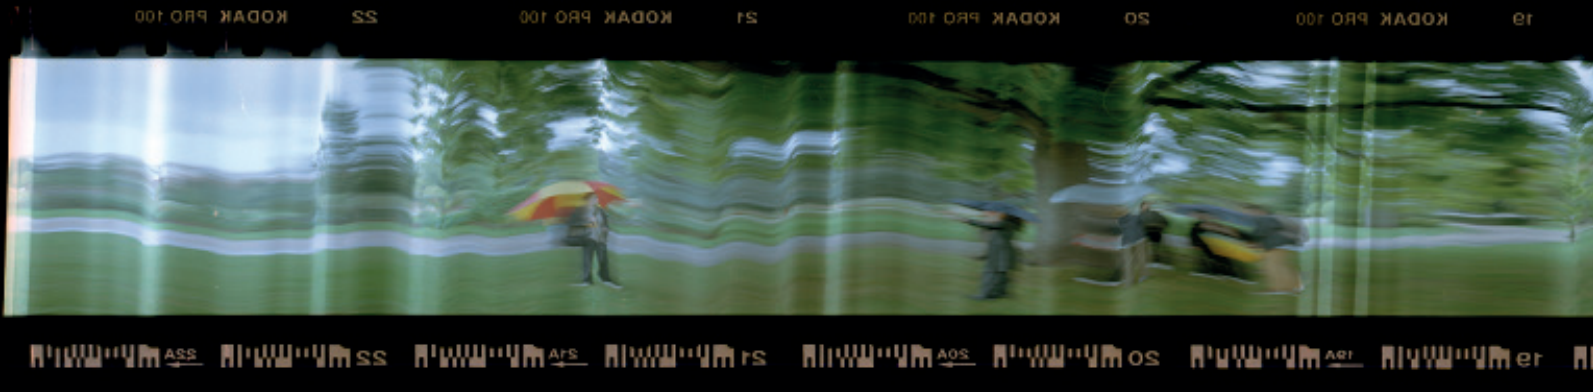 22 KODAK PRO 100 21 KODAK PRO 100 20 KODAK PRO 100 19 KODAK PRO 100
22A 22 21A 21 20A 20 19A 19